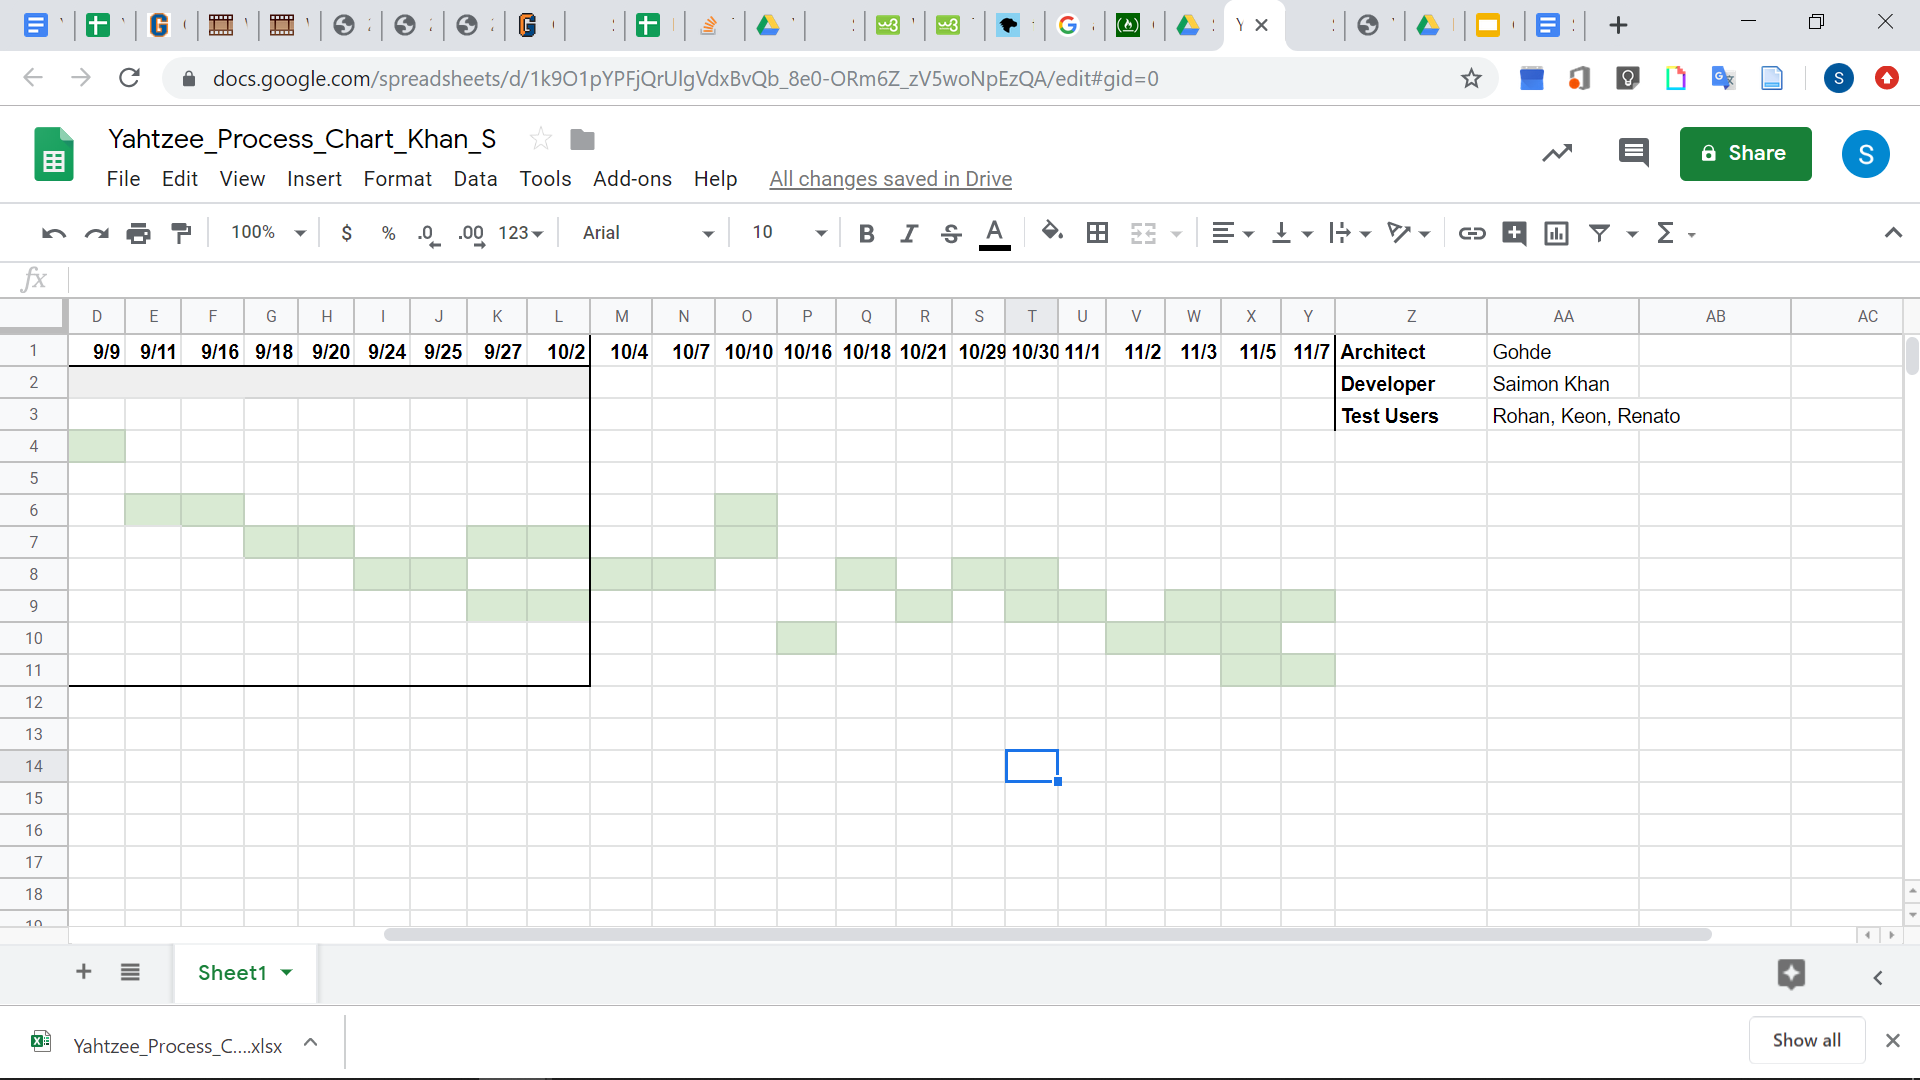 docs.google.com/spreadsheets/d/1k9O1pYPFjQrUlgVdxBvQb_8e0-ORm6Z_zV5woNpEzQA/edit#gid=0
Yahtzee_Process_Chart_Khan_S
Share
S
File Edit View Insert Format Data Tools Add-ons Help All changes saved in Drive
100% $ % .0 .00 123 Arial 10 B I S A Σ
fx
D E F G H I J K L M N O P Q R S T U V W X Y Z AA AB AC
1 9/9 9/11 9/16 9/18 9/20 9/24 9/25 9/27 10/2 10/4 10/7 10/10 10/16 10/18 10/21 10/29 10/30 11/1 11/2 11/3 11/5 11/7 Architect Gohde
2 Developer Saimon Khan
3 Test Users Rohan, Keon, Renato
4
5
6
7
8
9
10
11
12
13
14
15
16
17
18
19
Sheet1
Yahtzee_Process_C....xlsx
Show all